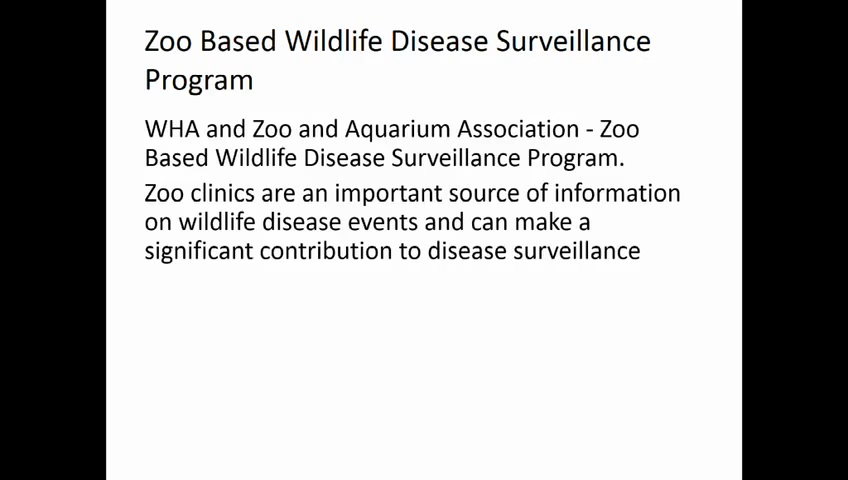 Zoo Based Wildlife Disease Surveillance
Program
WHA and Zoo and Aquarium Association - Zoo
Based Wildlife Disease Surveillance Program.
Zoo clinics are an important source of information
on wildlife disease events and can make a
significant contribution to disease surveillance